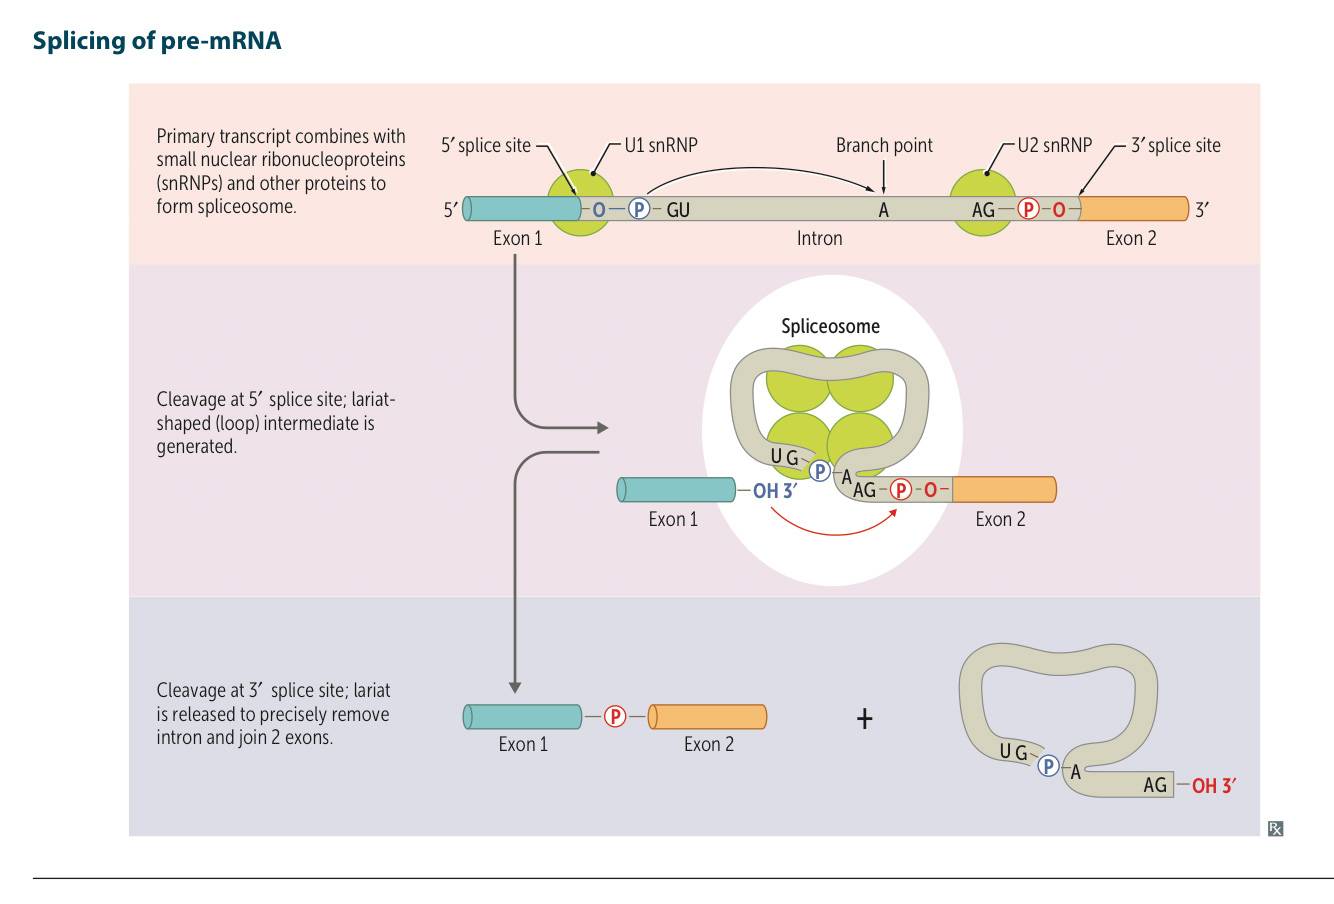 Splicing of pre-mRNA
Primary transcript combines with
small nuclear ribonucleoproteins
(snRNPs) and other proteins to
form spliceosome.
5′ splice site
U1 snRNP
Branch point
U2 snRNP
3′ splice site
5′
O
P
GU
A
AG
P
O
3′
Exon 1
Intron
Exon 2
Cleavage at 5′ splice site; lariat-
shaped (loop) intermediate is
generated.
Spliceosome
U G
P
A
OH 3′
AG
P
O
Exon 1
Exon 2
Cleavage at 3′ splice site; lariat
is released to precisely remove
intron and join 2 exons.
P
Exon 1
Exon 2
+
U G
P
A
AG
OH 3′
Rx